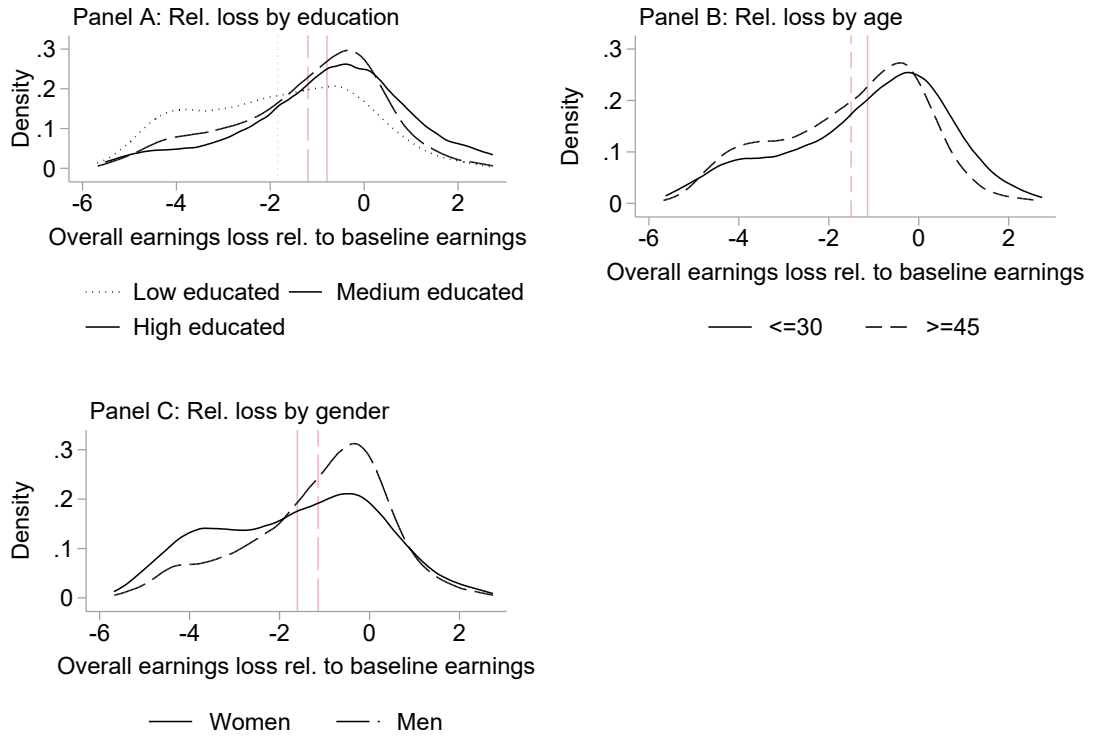 Panel A: Rel. loss by education
Density
.3
.2
.1
0
-6 -4 -2 0 2
Overall earnings loss rel. to baseline earnings
Low educated Medium educated
High educated
Panel B: Rel. loss by age
Density
.3
.2
.1
0
-6 -4 -2 0 2
Overall earnings loss rel. to baseline earnings
<=30 >=45
Panel C: Rel. loss by gender
Density
.3
.2
.1
0
-6 -4 -2 0 2
Overall earnings loss rel. to baseline earnings
Women Men